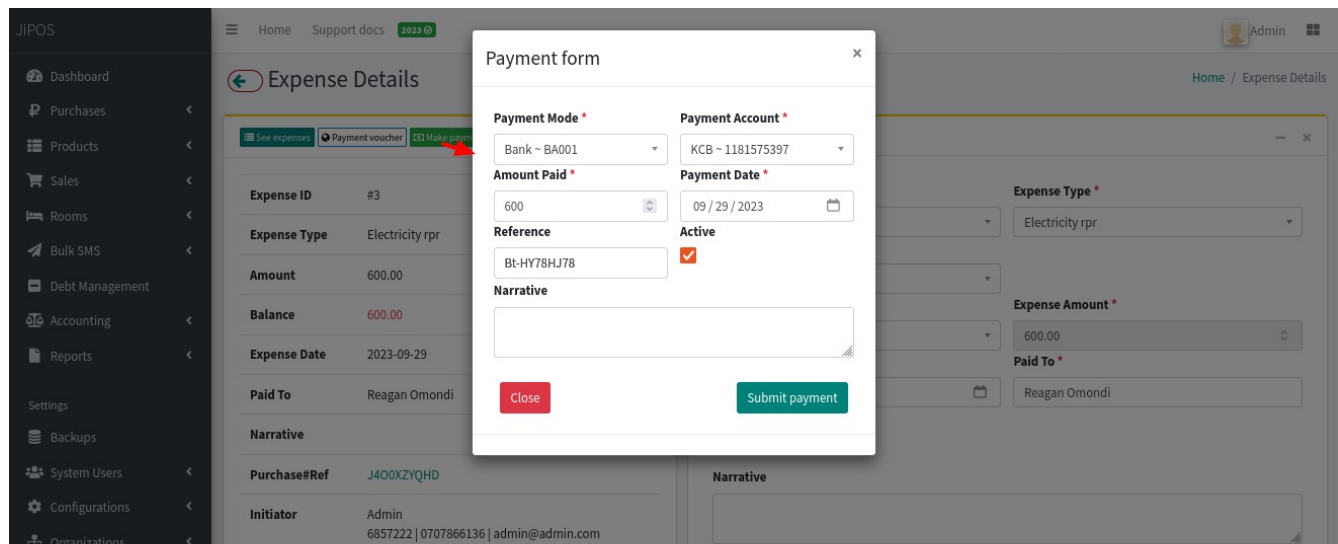 JiPOS
Home Support docs 2023
Admin
Dashboard
Purchases
Products
Sales
Rooms
Bulk SMS
Debt Management
Accounting
Reports
Settings
Backups
System Users
Configurations
Organizations
Expense Details
Home / Expense Details
See expenses Payment voucher Make paym
Expense ID #3
Expense Type Electricity rpr
Amount 600.00
Balance 600.00
Expense Date 2023-09-29
Paid To Reagan Omondi
Narrative
Purchase#Ref J4O0XZYQHD
Initiator Admin
6857222 | 0707866136 | admin@admin.com
Payment form ×
Payment Mode * Payment Account *
Bank ~ BA001 KCB ~ 1181575397
Amount Paid * Payment Date *
600 09 / 29 / 2023
Reference Active
Bt-HY78HJ78
Narrative
Close Submit payment
Expense Type *
Electricity rpr
Expense Amount *
600.00
Paid To *
Reagan Omondi
Narrative